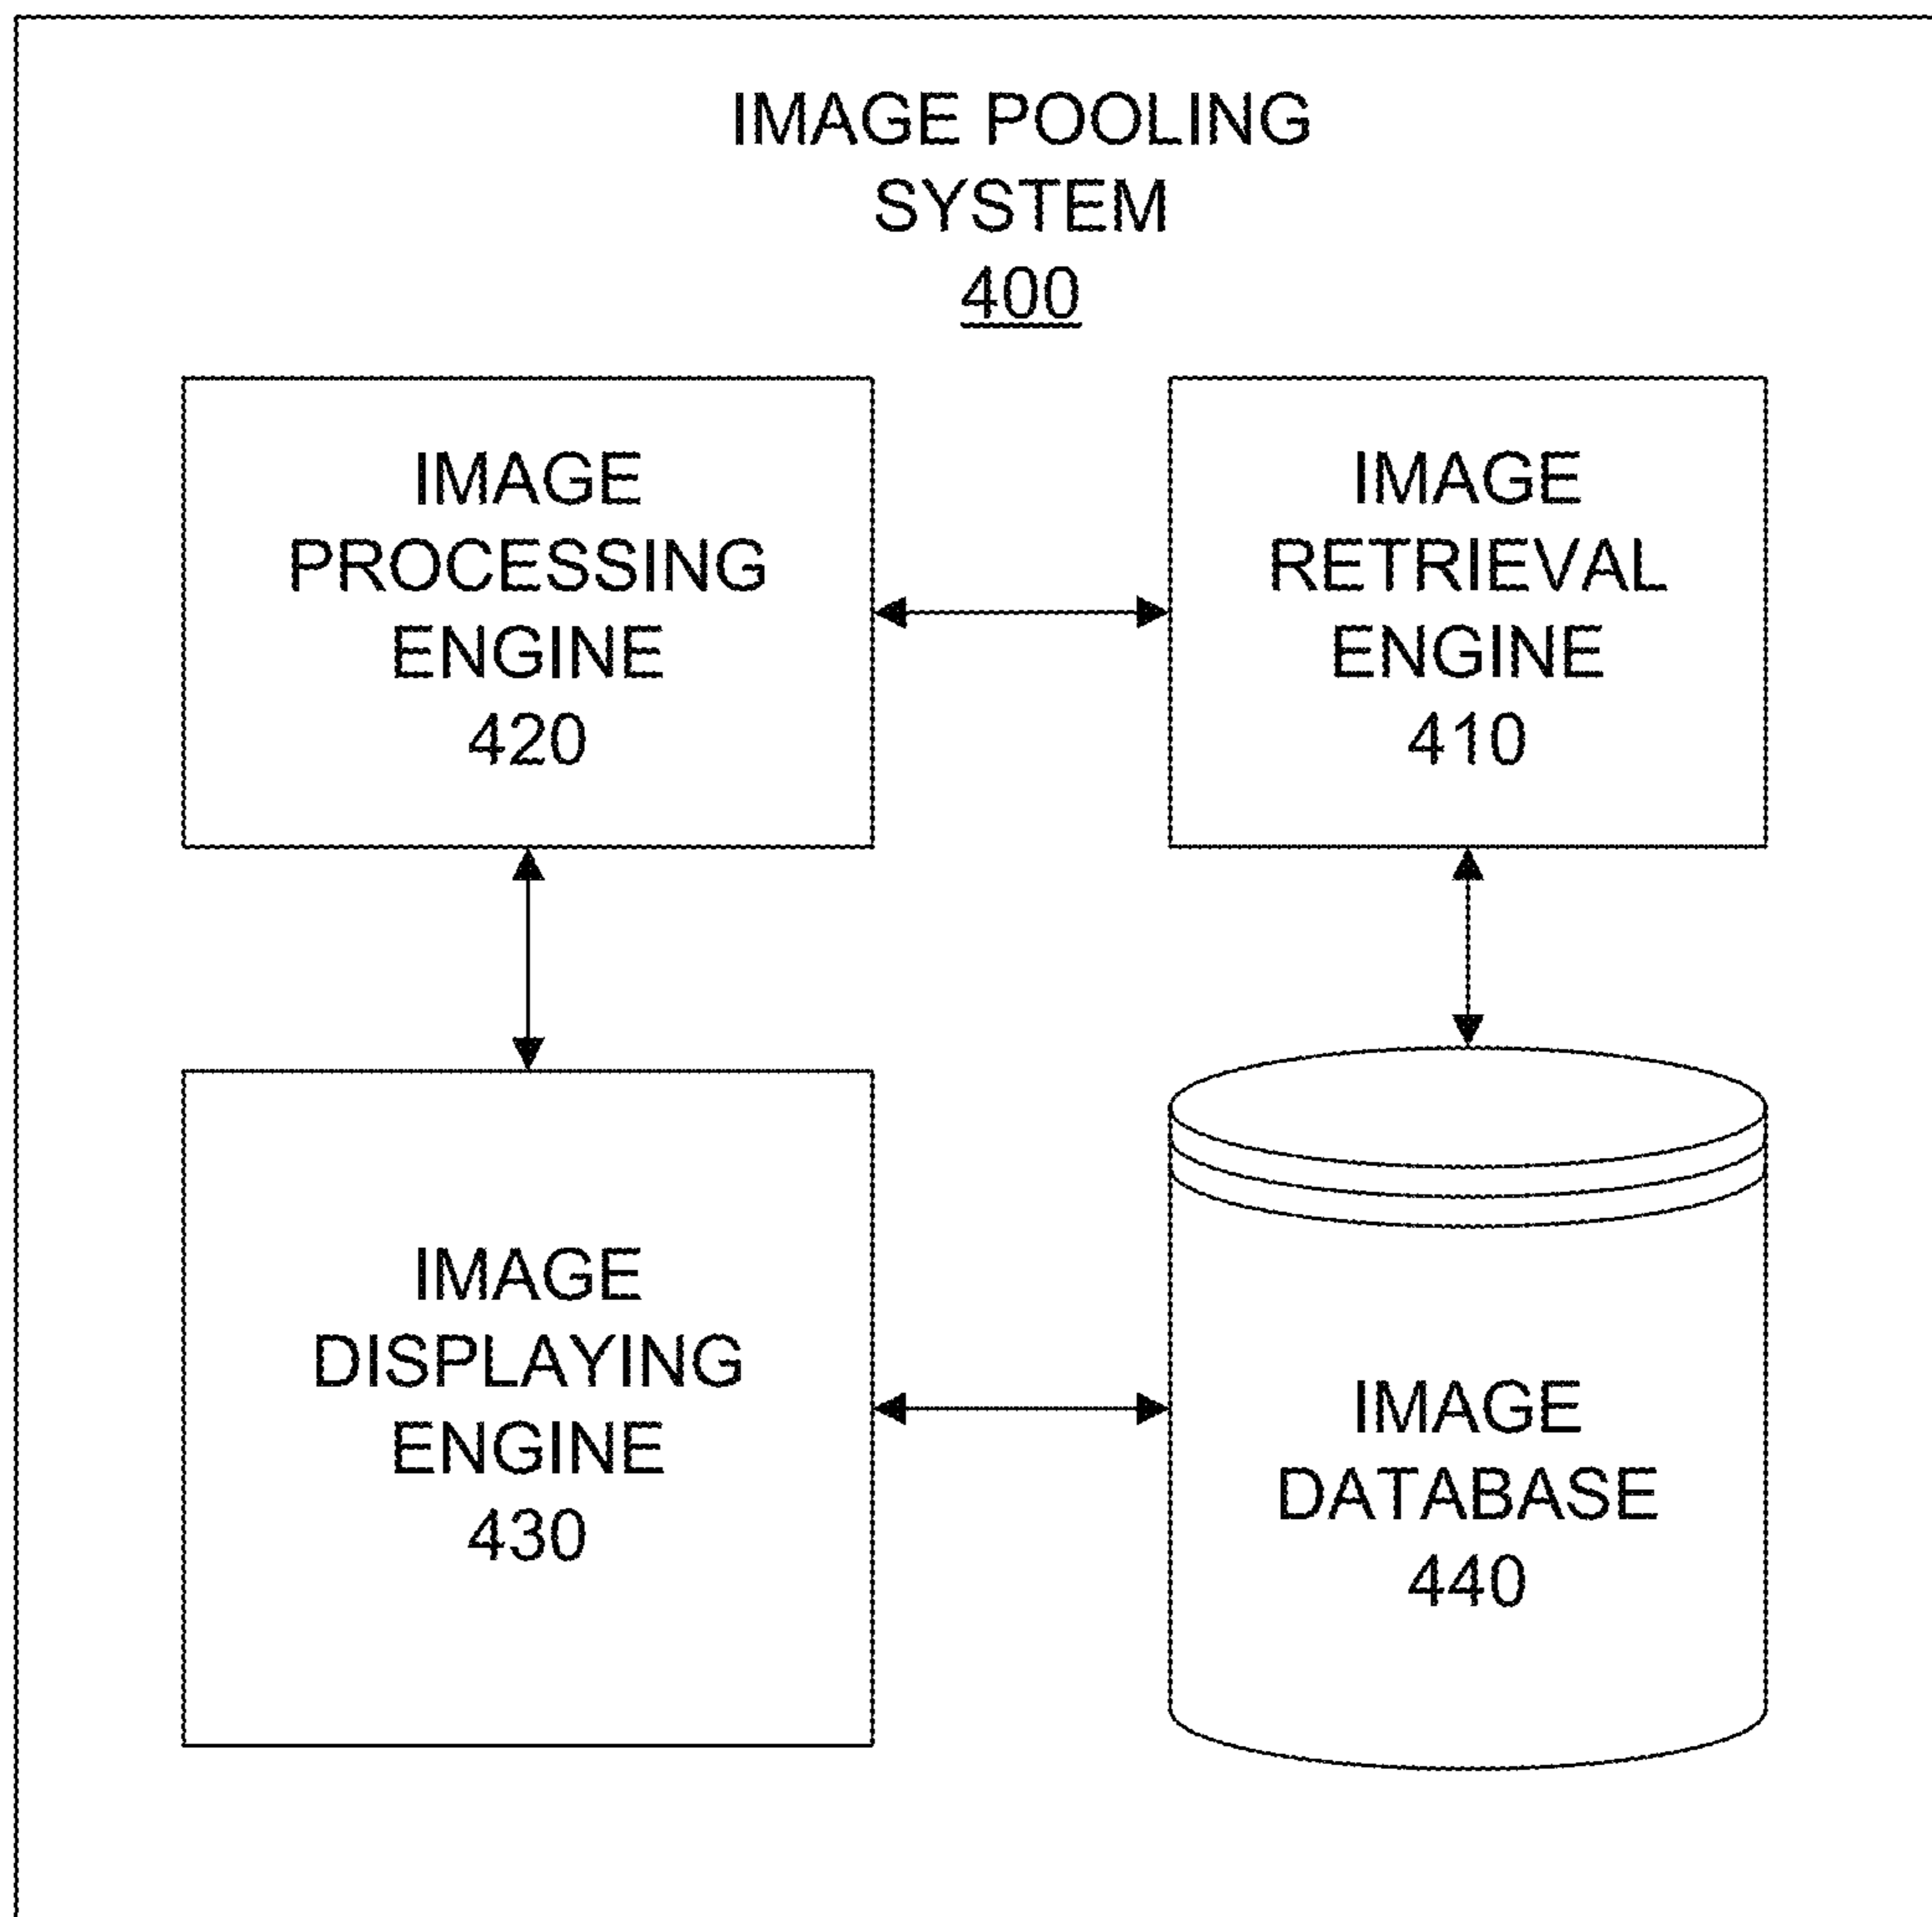 IMAGE POOLING
SYSTEM
400
IMAGE
PROCESSING
ENGINE
420
IMAGE
RETRIEVAL
ENGINE
410
IMAGE
DISPLAYING
ENGINE
430
IMAGE
DATABASE
440